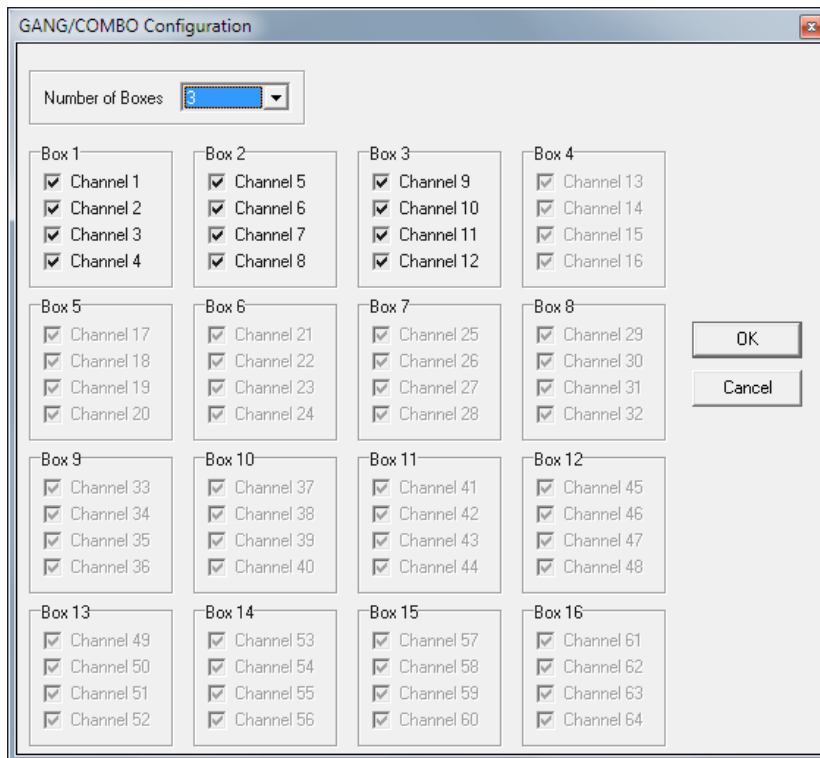 GANG/COMBO Configuration
Number of Boxes 3
Box 1 Box 2 Box 3 Box 4
Channel 1 Channel 5 Channel 9 Channel 13
Channel 2 Channel 6 Channel 10 Channel 14
Channel 3 Channel 7 Channel 11 Channel 15
Channel 4 Channel 8 Channel 12 Channel 16
Box 5 Box 6 Box 7 Box 8
Channel 17 Channel 21 Channel 25 Channel 29 OK
Channel 18 Channel 22 Channel 26 Channel 30
Channel 19 Channel 23 Channel 27 Channel 31 Cancel
Channel 20 Channel 24 Channel 28 Channel 32
Box 9 Box 10 Box 11 Box 12
Channel 33 Channel 37 Channel 41 Channel 45
Channel 34 Channel 38 Channel 42 Channel 46
Channel 35 Channel 39 Channel 43 Channel 47
Channel 36 Channel 40 Channel 44 Channel 48
Box 13 Box 14 Box 15 Box 16
Channel 49 Channel 53 Channel 57 Channel 61
Channel 50 Channel 54 Channel 58 Channel 62
Channel 51 Channel 55 Channel 59 Channel 63
Channel 52 Channel 56 Channel 60 Channel 64